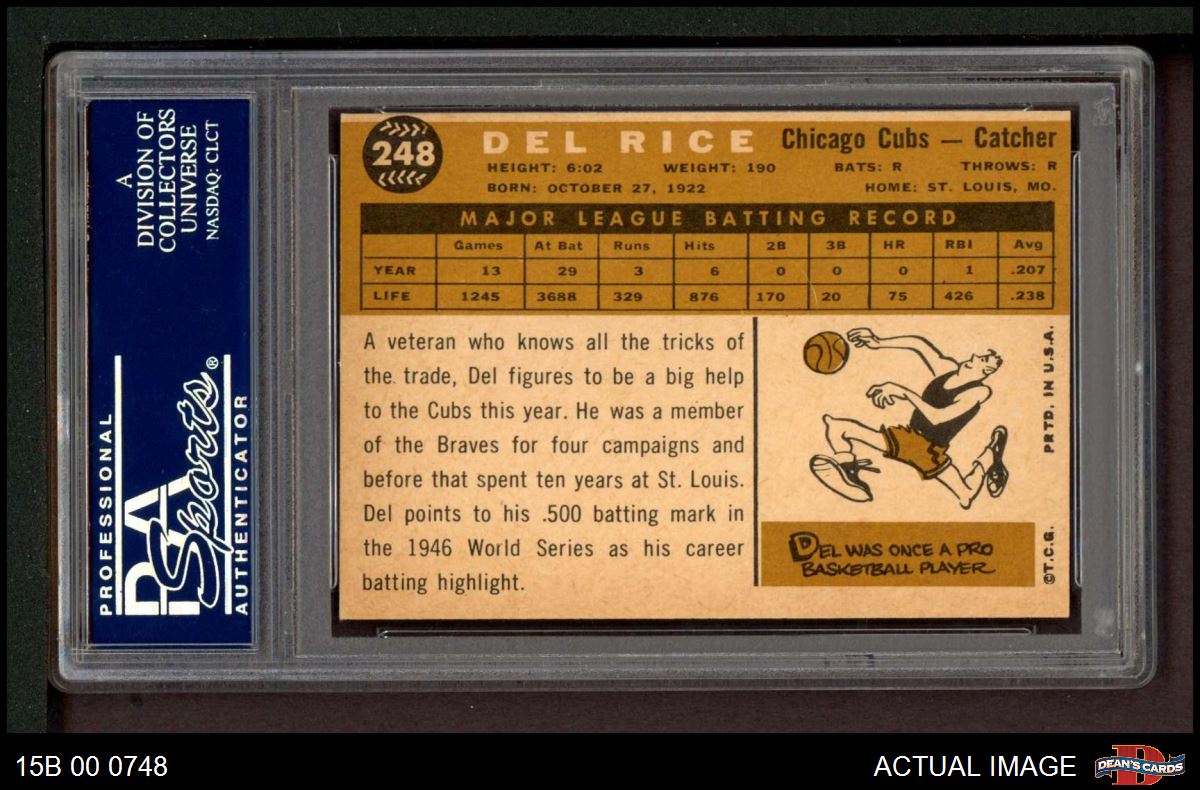 A
DIVISION OF
COLLECTORS
UNIVERSE
NASDAQ: CLCT
PROFESSIONAL
PSA
Sports®
AUTHENTICATOR
248
DEL RICE Chicago Cubs — Catcher
HEIGHT: 6:02 WEIGHT: 190 BATS: R THROWS: R
BORN: OCTOBER 27, 1922 HOME: ST. LOUIS, MO.
MAJOR LEAGUE BATTING RECORD
Games At Bat Runs Hits 2B 3B HR RBI Avg
YEAR 13 29 3 6 0 0 0 1 .207
LIFE 1245 3688 329 876 170 20 75 426 .238
A veteran who knows all the tricks of
the trade, Del figures to be a big help
to the Cubs this year. He was a member
of the Braves for four campaigns and
before that spent ten years at St. Louis.
Del points to his .500 batting mark in
the 1946 World Series as his career
batting highlight.
DEL WAS ONCE A PRO
BASKETBALL PLAYER
©T.C.G. PRTD. IN U.S.A.
15B 00 0748
ACTUAL IMAGE
D
DEAN'S CARDS